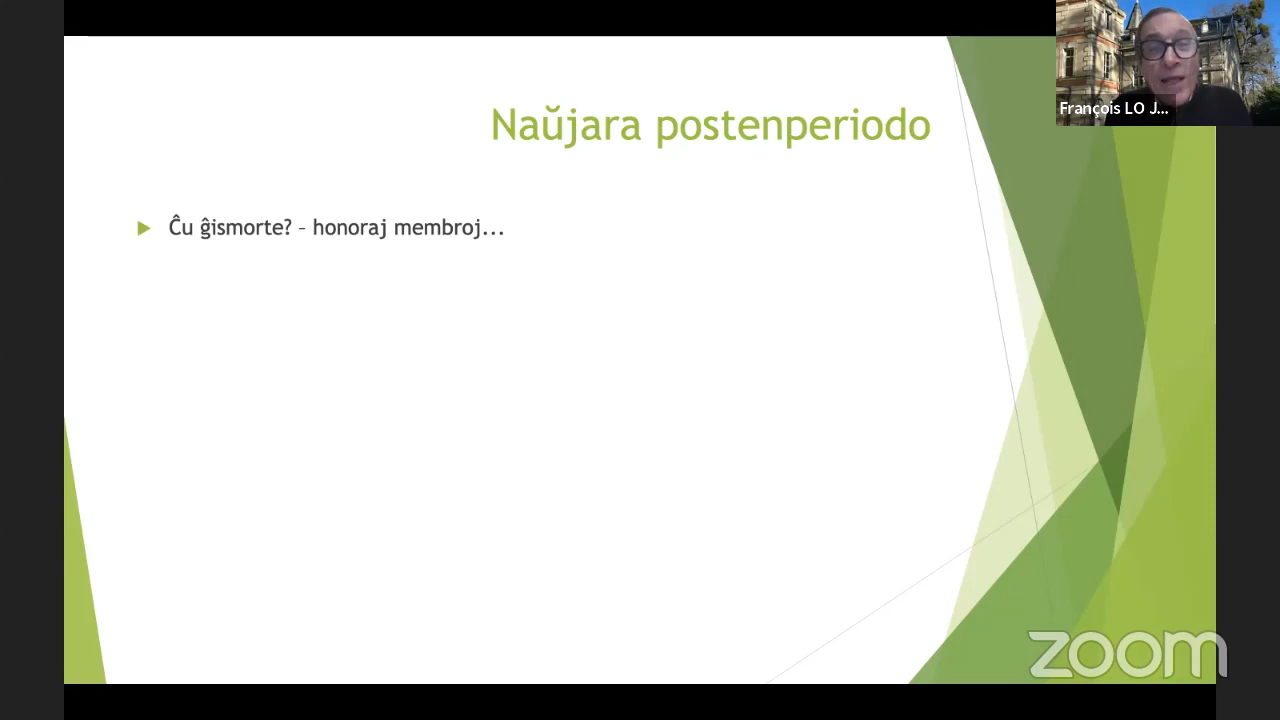 François LO J...
Naŭjara postenperiodo
Ĉu ĝismorte? – honoraj membroj...
zoom